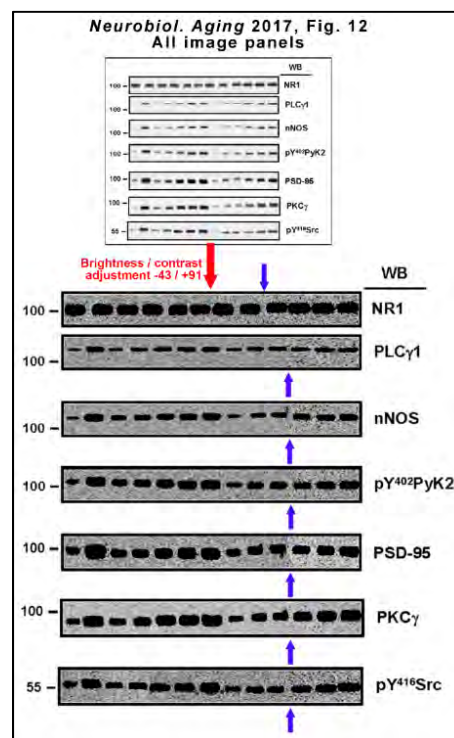 Neurobiol. Aging 2017, Fig. 12
All image panels
WB
100 NR1
100 PLCγ1
100 nNOS
100 pY⁴⁰²PyK2
100 PSD-95
100 PKCγ
55 pY⁴¹⁶Src
Brightness / contrast
adjustment -43 / +91
WB
100 NR1
100 PLCγ1
100 nNOS
100 pY⁴⁰²PyK2
100 PSD-95
100 PKCγ
55 pY⁴¹⁶Src